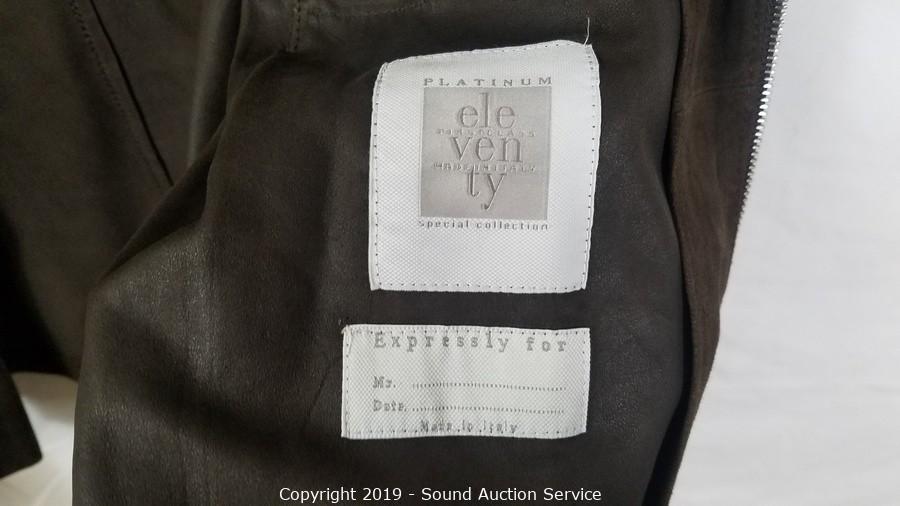 PLATINUM
ele
ven
ty
special collection
Expressly for
Mr. ........................................
Date. ........................................
Made in Italy
Copyright 2019 - Sound Auction Service